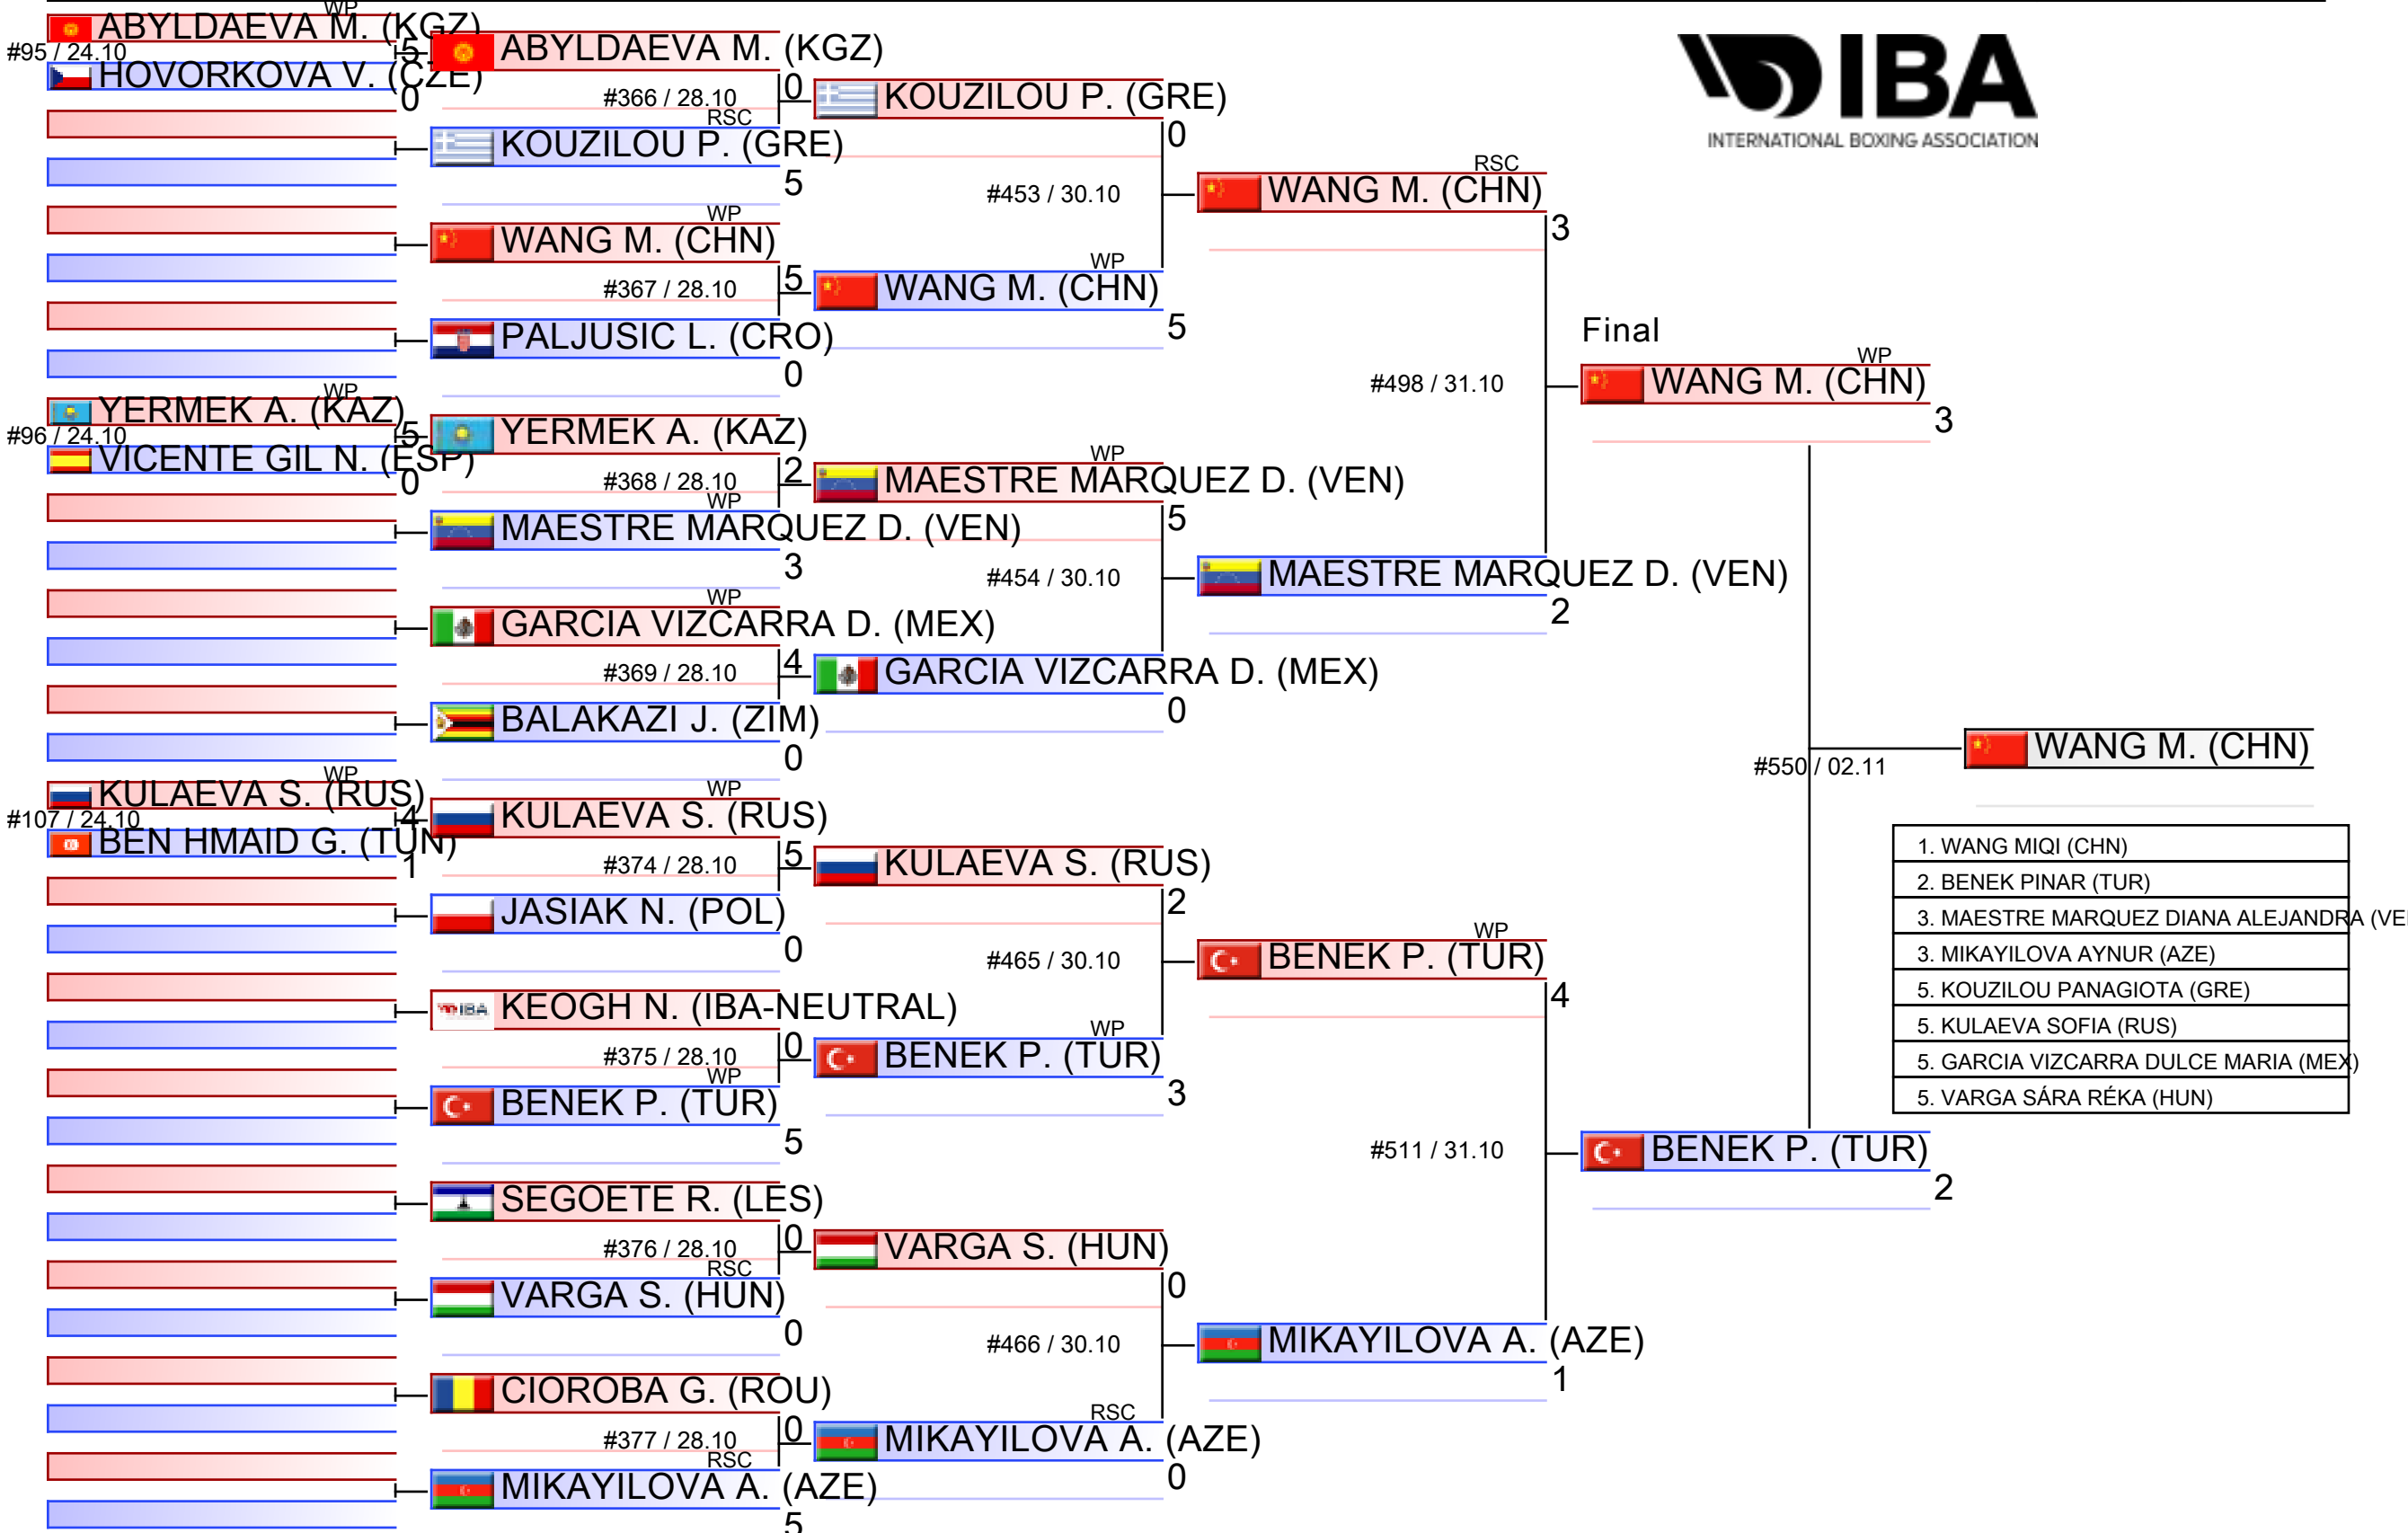 WP
ABYLDAEVA M. (KGZ)
5
#95 / 24.10
HOVORKOVA V. (CZE)
0
WP
YERMEK A. (KAZ)
5
#96 / 24.10
VICENTE GIL N. (ESP)
0
WP
KULAEVA S. (RUS)
4
#107 / 24.10
BEN HMAID G. (TUN)
1
ABYLDAEVA M. (KGZ)
0
#366 / 28.10
RSC
KOUZILOU P. (GRE)
5
WP
WANG M. (CHN)
5
#367 / 28.10
PALJUSIC L. (CRO)
0
YERMEK A. (KAZ)
2
#368 / 28.10
WP
MAESTRE MARQUEZ D. (VEN)
3
WP
GARCIA VIZCARRA D. (MEX)
4
#369 / 28.10
BALAKAZI J. (ZIM)
0
WP
KULAEVA S. (RUS)
5
#374 / 28.10
JASIAK N. (POL)
0
IBA
KEOGH N. (IBA-NEUTRAL)
0
#375 / 28.10
WP
BENEK P. (TUR)
5
SEGOETE R. (LES)
0
#376 / 28.10
RSC
VARGA S. (HUN)
0
CIOROBA G. (ROU)
0
#377 / 28.10
RSC
MIKAYILOVA A. (AZE)
5
KOUZILOU P. (GRE)
0
#453 / 30.10
WP
WANG M. (CHN)
5
WP
MAESTRE MARQUEZ D. (VEN)
5
#454 / 30.10
GARCIA VIZCARRA D. (MEX)
0
KULAEVA S. (RUS)
2
#465 / 30.10
WP
BENEK P. (TUR)
3
VARGA S. (HUN)
0
#466 / 30.10
RSC
MIKAYILOVA A. (AZE)
0
RSC
WANG M. (CHN)
3
#498 / 31.10
MAESTRE MARQUEZ D. (VEN)
2
WP
BENEK P. (TUR)
4
#511 / 31.10
MIKAYILOVA A. (AZE)
1
Final
WP
WANG M. (CHN)
3
#550 / 02.11
BENEK P. (TUR)
2
IBA
INTERNATIONAL BOXING ASSOCIATION
WANG M. (CHN)
1. WANG MIQI (CHN)
2. BENEK PINAR (TUR)
3. MAESTRE MARQUEZ DIANA ALEJANDRA (VE
3. MIKAYILOVA AYNUR (AZE)
5. KOUZILOU PANAGIOTA (GRE)
5. KULAEVA SOFIA (RUS)
5. GARCIA VIZCARRA DULCE MARIA (MEX)
5. VARGA SÁRA RÉKA (HUN)